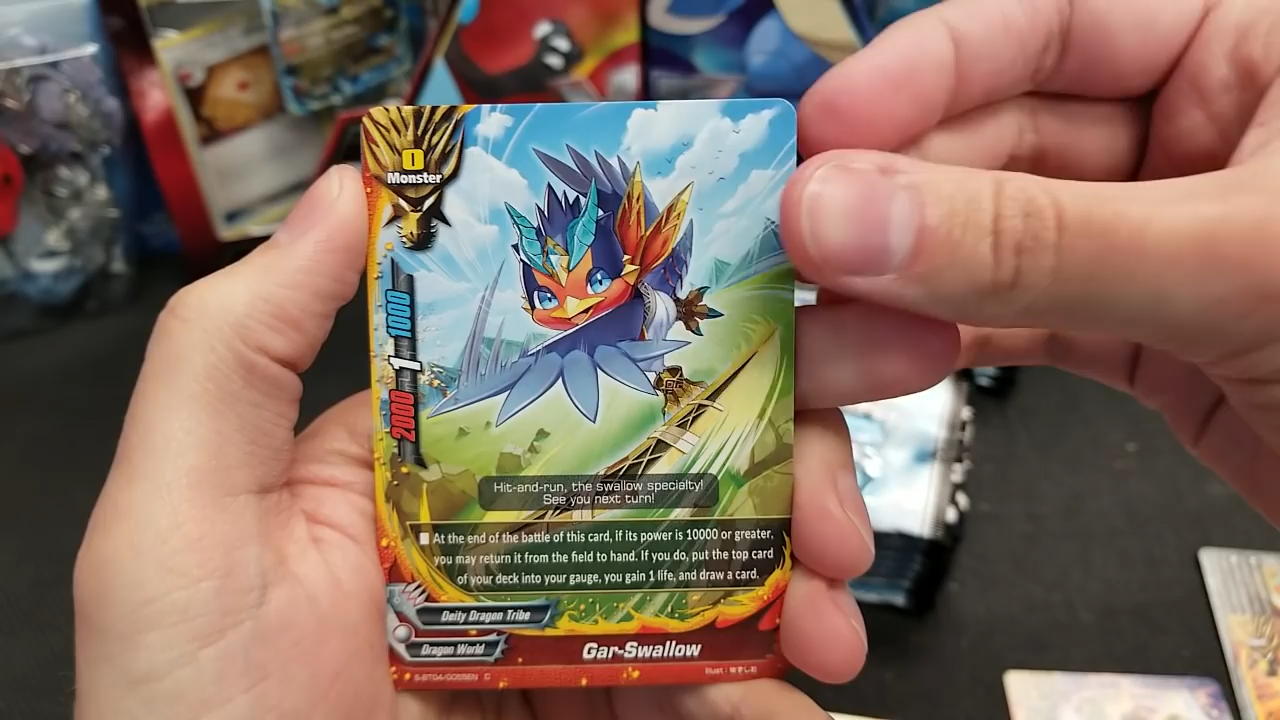 0
Monster
2000 1 1000
Hit-and-run, the swallow specialty!
See you next turn!
At the end of the battle of this card, if its power is 10000 or greater,
you may return it from the field to hand. If you do, put the top card
of your deck into your gauge, you gain 1 life, and draw a card.
Deity Dragon Tribe
Dragon World
Gar-Swallow
C
Illust: